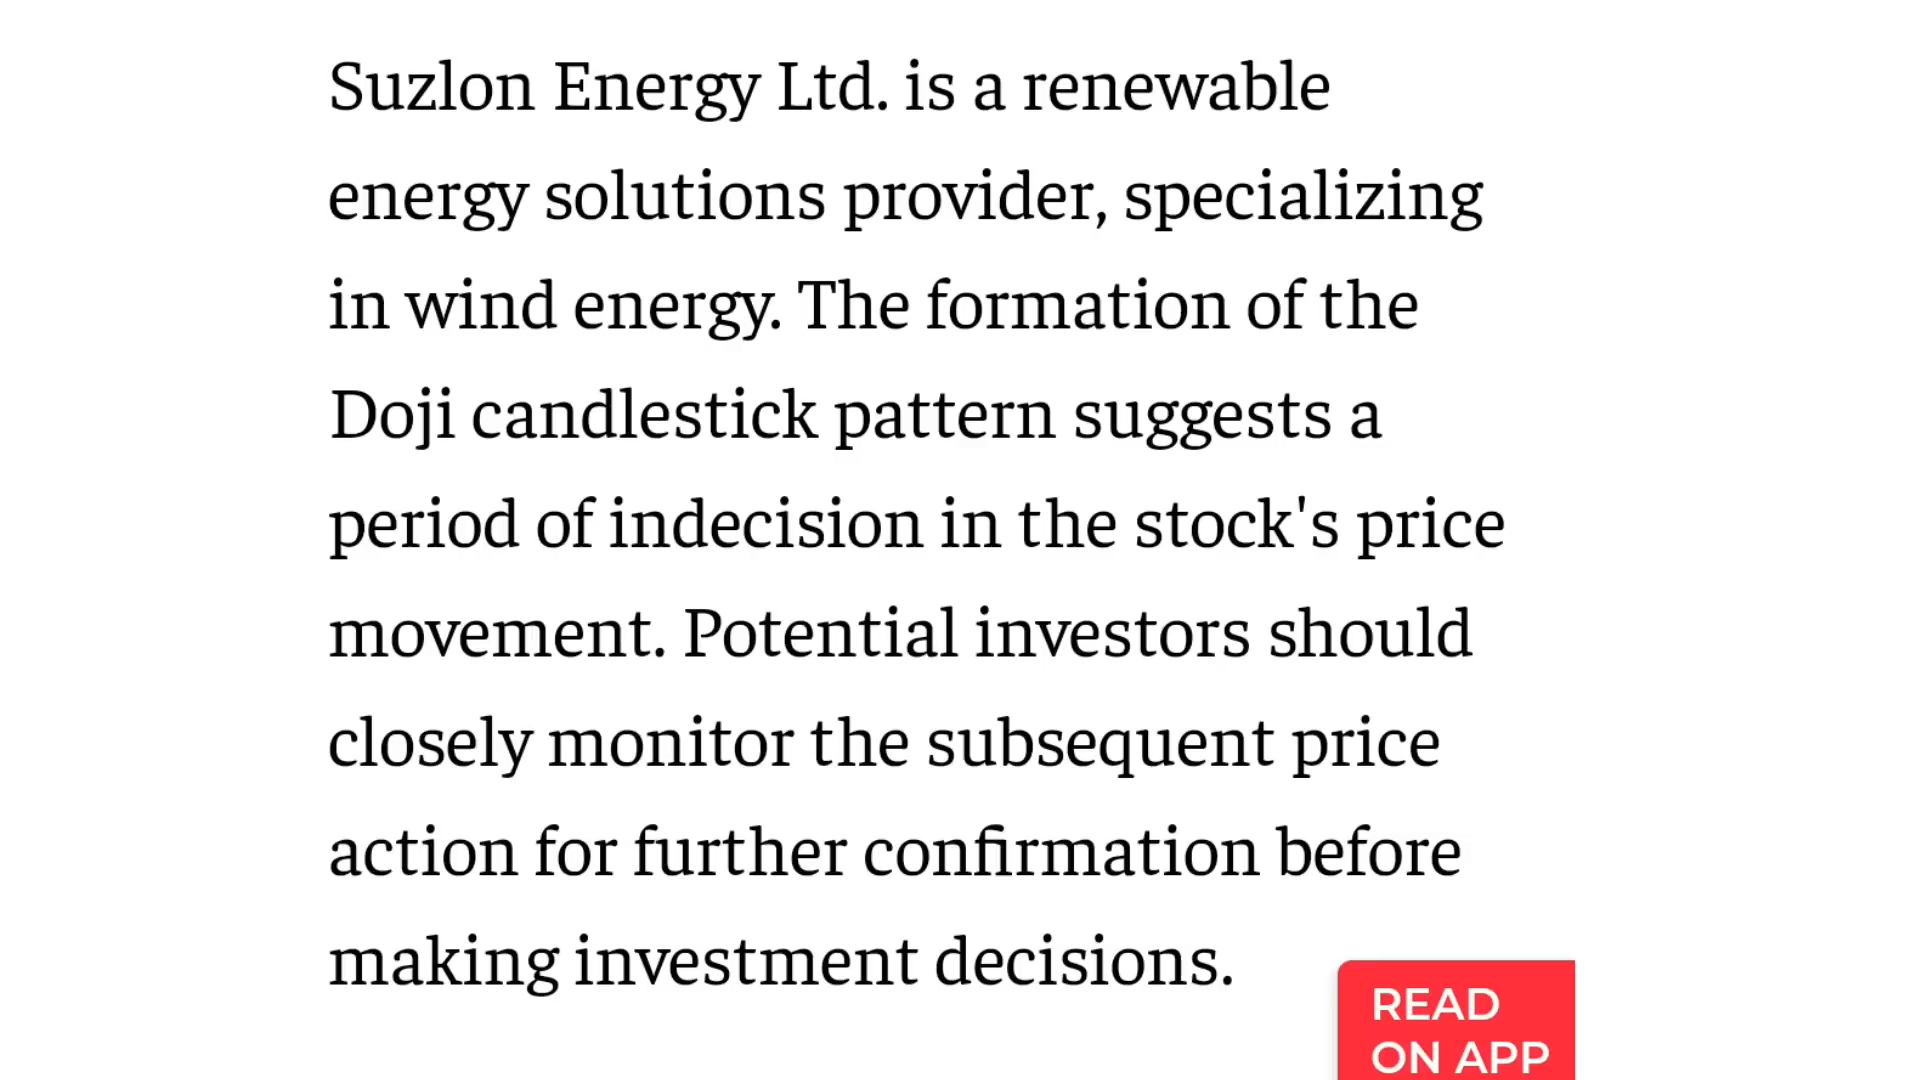 Suzlon Energy Ltd. is a renewable
energy solutions provider, specializing
in wind energy. The formation of the
Doji candlestick pattern suggests a
period of indecision in the stock's price
movement. Potential investors should
closely monitor the subsequent price
action for further confirmation before
making investment decisions.
READ
ON APP